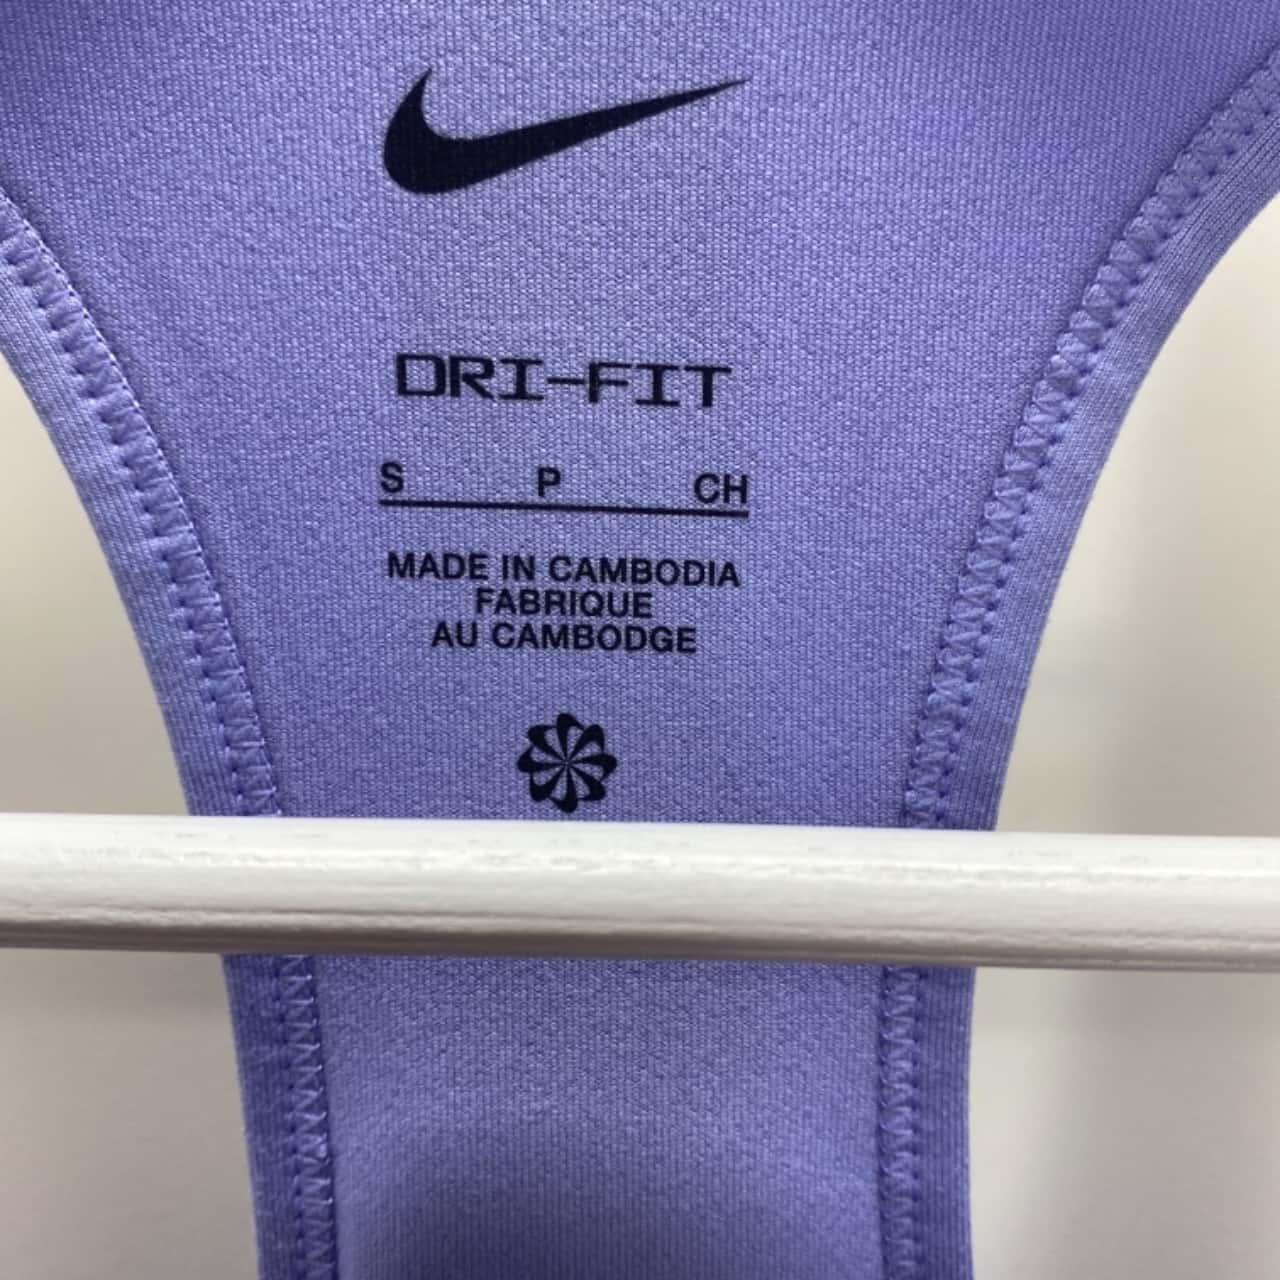 DRI-FIT
S P CH
MADE IN CAMBODIA
FABRIQUE
AU CAMBODGE